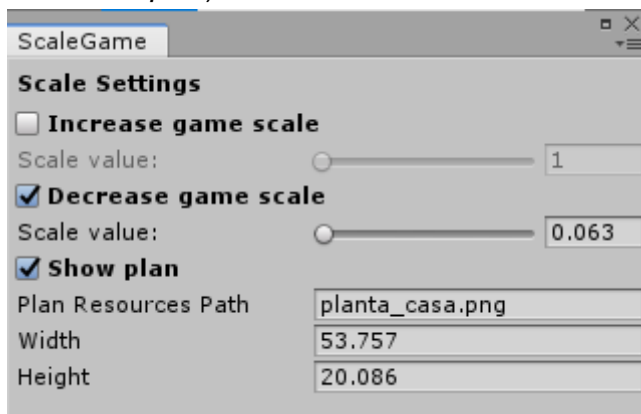 ScaleGame
Scale Settings
Increase game scale
Scale value: 1
Decrease game scale
Scale value: 0.063
Show plan
Plan Resources Path planta_casa.png
Width 53.757
Height 20.086